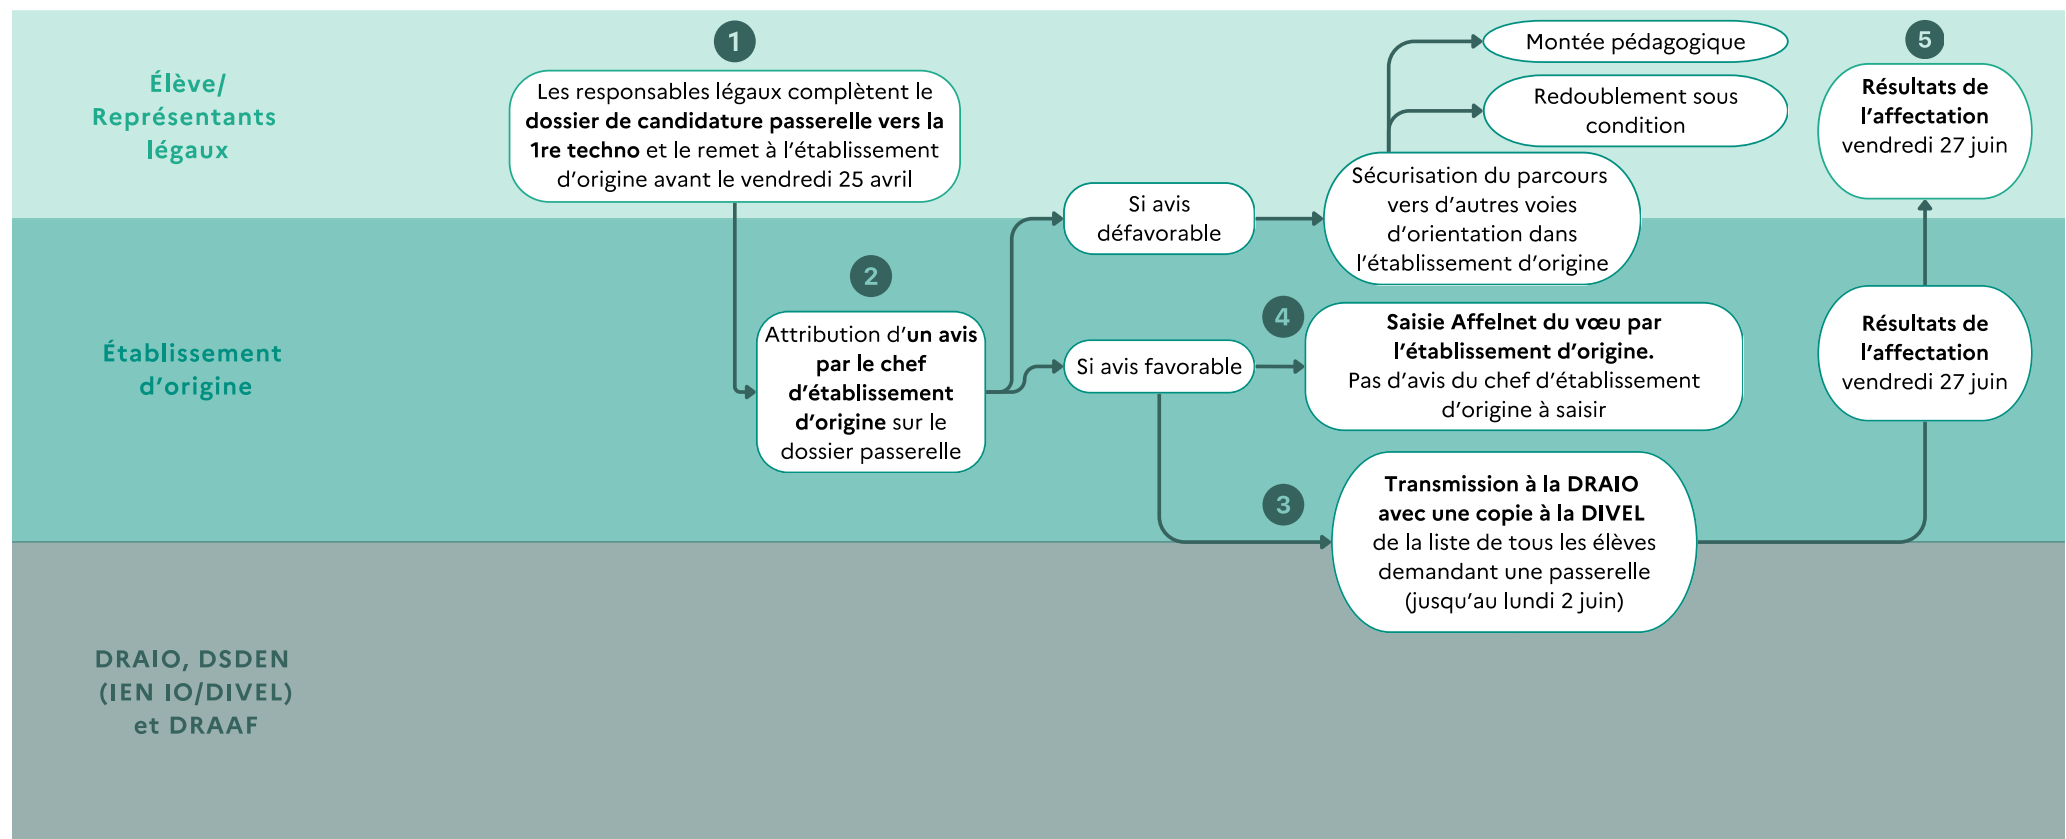 Élève/
Représentants
légaux
1
Les responsables légaux complètent le
dossier de candidature passerelle vers la
1re techno et le remet à l'établissement
d'origine avant le vendredi 25 avril
Montée pédagogique
Redoublement sous
condition
5
Résultats de
l'affectation
vendredi 27 juin
Si avis
défavorable
Sécurisation du parcours
vers d'autres voies
d'orientation dans
l'établissement d'origine
Établissement
d'origine
2
Attribution d'un avis
par le chef
d'établissement
d'origine sur le
dossier passerelle
Si avis favorable
4
Saisie Affelnet du vœu par
l'établissement d'origine.
Pas d'avis du chef d'établissement
d'origine à saisir
Résultats de
l'affectation
vendredi 27 juin
3
Transmission à la DRAIO
avec une copie à la DIVEL
de la liste de tous les élèves
demandant une passerelle
(jusqu'au lundi 2 juin)
DRAIO, DSDEN
(IEN IO/DIVEL)
et DRAAF